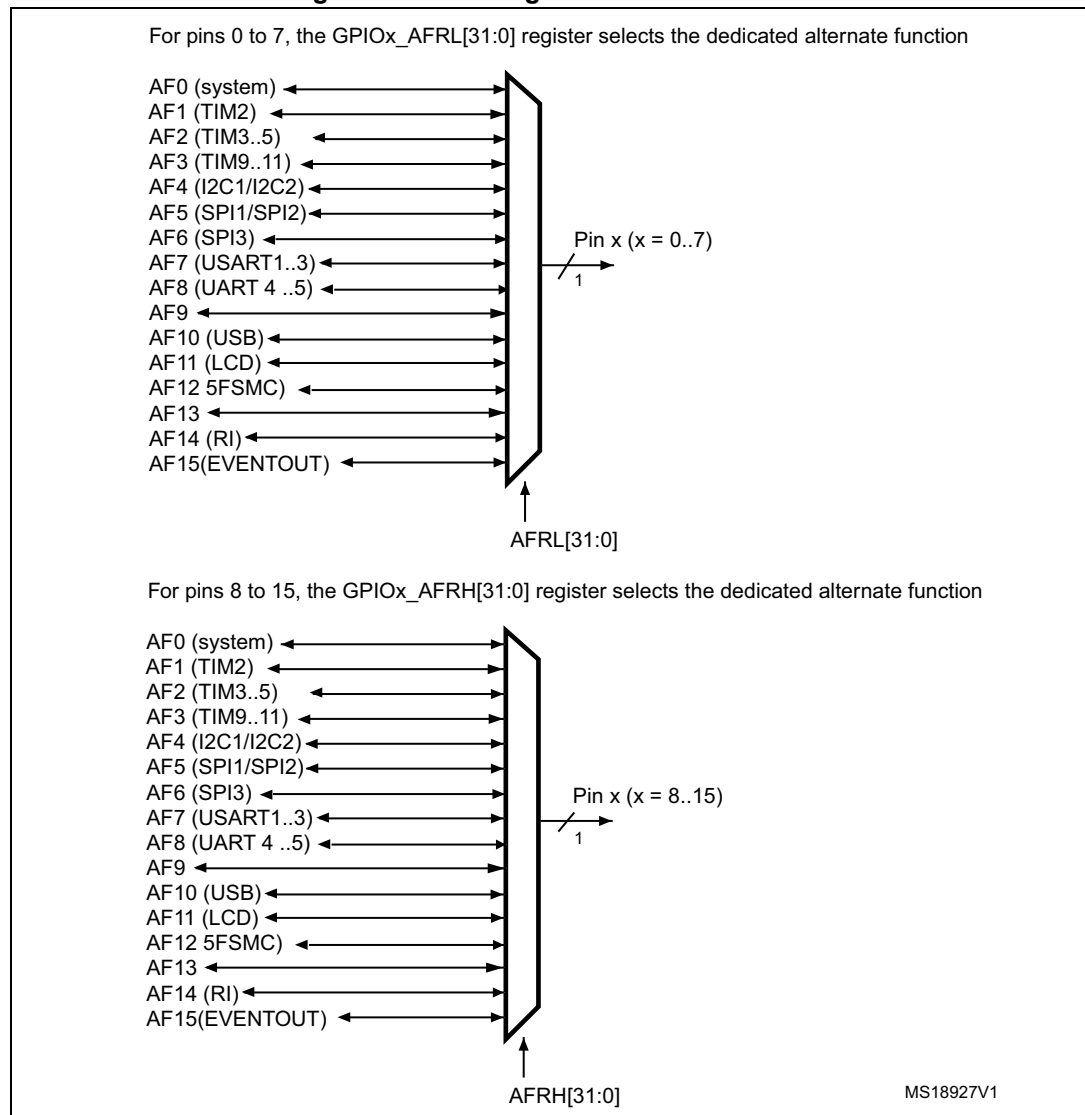 For pins 0 to 7, the GPIOx_AFRL[31:0] register selects the dedicated alternate function
AF0 (system)
AF1 (TIM2)
AF2 (TIM3..5)
AF3 (TIM9..11)
AF4 (I2C1/I2C2)
AF5 (SPI1/SPI2)
AF6 (SPI3)
AF7 (USART1..3)
AF8 (UART 4 ..5)
AF9
AF10 (USB)
AF11 (LCD)
AF12 5FSMC)
AF13
AF14 (RI)
AF15(EVENTOUT)
Pin x (x = 0..7)
1
AFRL[31:0]
For pins 8 to 15, the GPIOx_AFRH[31:0] register selects the dedicated alternate function
AF0 (system)
AF1 (TIM2)
AF2 (TIM3..5)
AF3 (TIM9..11)
AF4 (I2C1/I2C2)
AF5 (SPI1/SPI2)
AF6 (SPI3)
AF7 (USART1..3)
AF8 (UART 4 ..5)
AF9
AF10 (USB)
AF11 (LCD)
AF12 5FSMC)
AF13
AF14 (RI)
AF15(EVENTOUT)
Pin x (x = 8..15)
1
AFRH[31:0]
MS18927V1